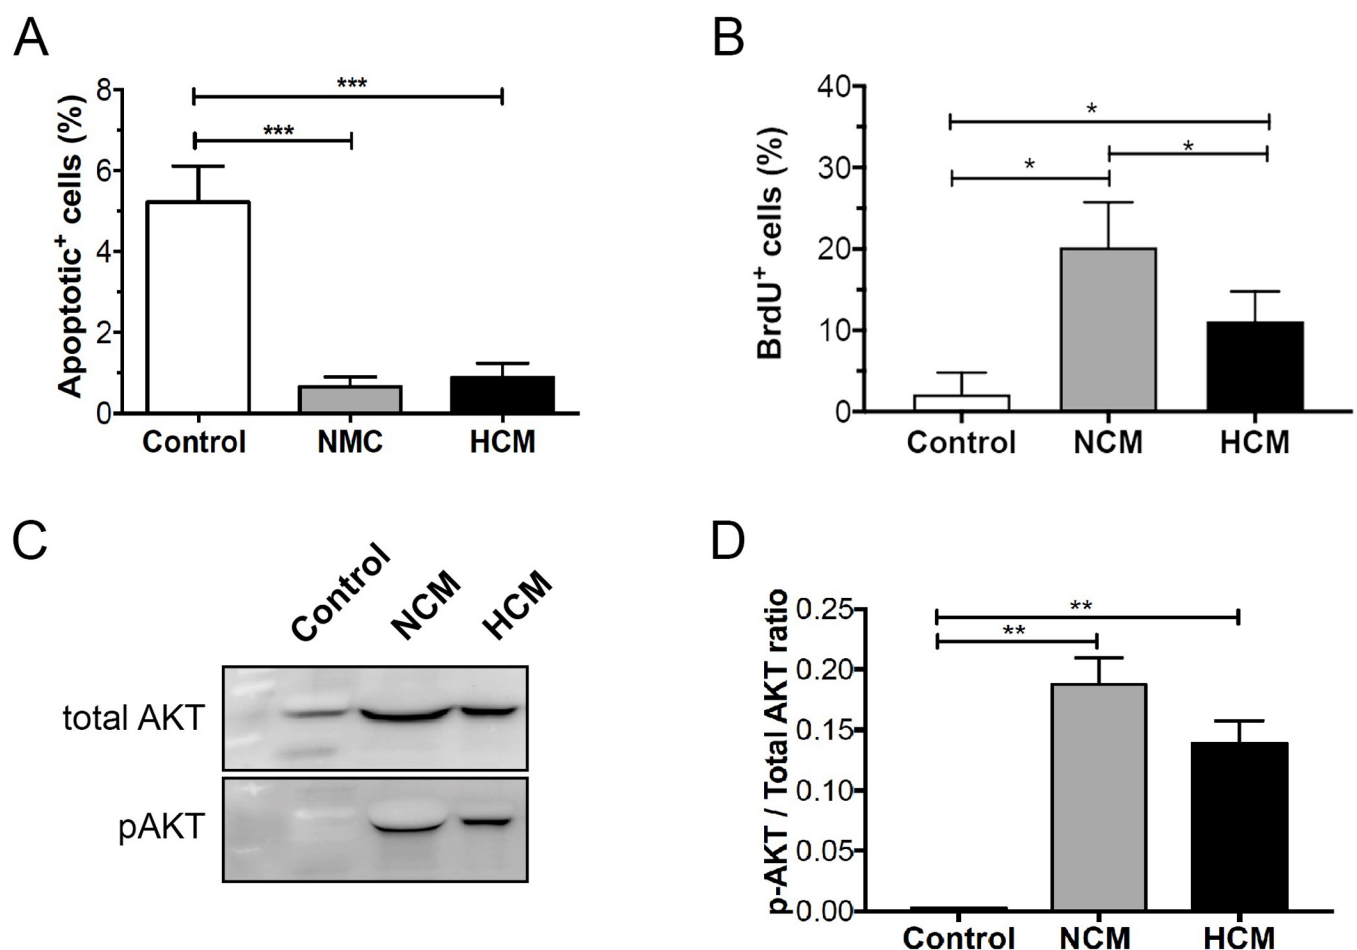 A
Apoptotic+ cells (%)
8
6
4
2
0
***
***
Control NMC HCM
B
BrdU+ cells (%)
40
30
20
10
0
*
*
*
Control NCM HCM
C
Control NCM HCM
total AKT
pAKT
D
p-AKT / Total AKT ratio
0.25
0.20
0.15
0.10
0.05
0.00
**
**
Control NCM HCM